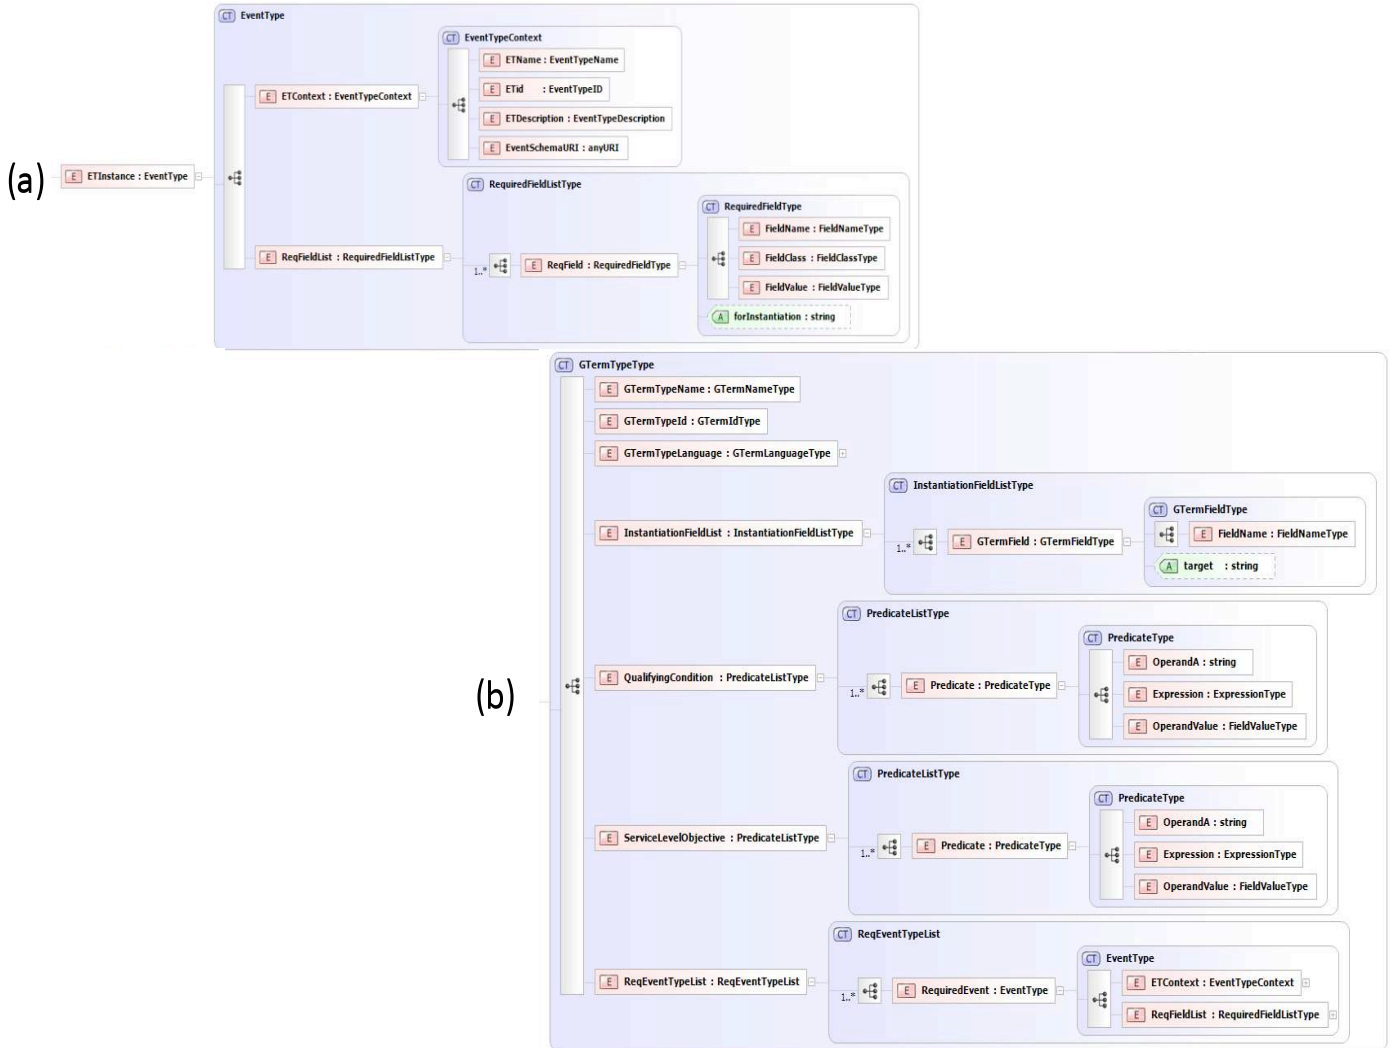 CT EventType
CT EventTypeContext
E ETName : EventTypeName
E ETid : EventTypeID
E ETDescription : EventTypeDescription
E EventSchemaURI : anyURI
E ETContext : EventTypeContext
(a)
E ETInstance : EventType
CT RequiredFieldListType
CT RequiredFieldType
E FieldName : FieldNameType
E FieldClass : FieldClassType
E FieldValue : FieldValueType
A forInstantiation : string
E ReqFieldList : RequiredFieldListType
1..*
E ReqField : RequiredFieldType
CT GTermTypeType
E GTermTypeName : GTermNameType
E GTermTypeId : GTermIdType
E GTermTypeLanguage : GTermLanguageType
CT InstantiationFieldListType
CT GTermFieldType
E InstantiationFieldList : InstantiationFieldListType
1..*
E GTermField : GTermFieldType
E FieldName : FieldNameType
A target : string
CT PredicateListType
CT PredicateType
E OperandA : string
E Expression : ExpressionType
E OperandValue : FieldValueType
E QualifyingCondition : PredicateListType
1..*
E Predicate : PredicateType
(b)
CT PredicateListType
CT PredicateType
E OperandA : string
E Expression : ExpressionType
E OperandValue : FieldValueType
E ServiceLevelObjective : PredicateListType
1..*
E Predicate : PredicateType
CT ReqEventTypeList
CT EventType
E ETContext : EventTypeContext
E ReqFieldList : RequiredFieldListType
E ReqEventTypeList : ReqEventTypeList
1..*
E RequiredEvent : EventType